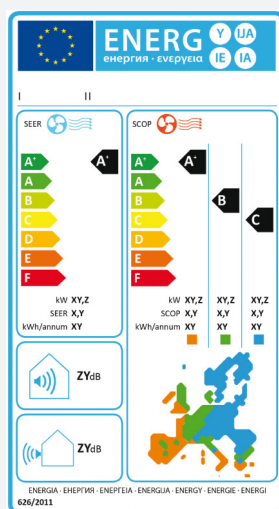 ENERG Y IJA
енергия · ενεργεια IE IA
I II
SEER SCOP
A⁺ A⁺ A⁺ A⁺
A A
B B B
C C C
D D
E E
F F
kW XY,Z kW XY,Z XY,Z XY,Z
SEER X,Y SCOP X,Y X,Y X,Y
kWh/annum XY kWh/annum XY XY XY
ZYdB
ZYdB
ENERGIA · ЕНЕРГИЯ · ΕΝΕΡΓΕΙΑ · ENERGIJA · ENERGY · ENERGIE · ENERGI
626/2011